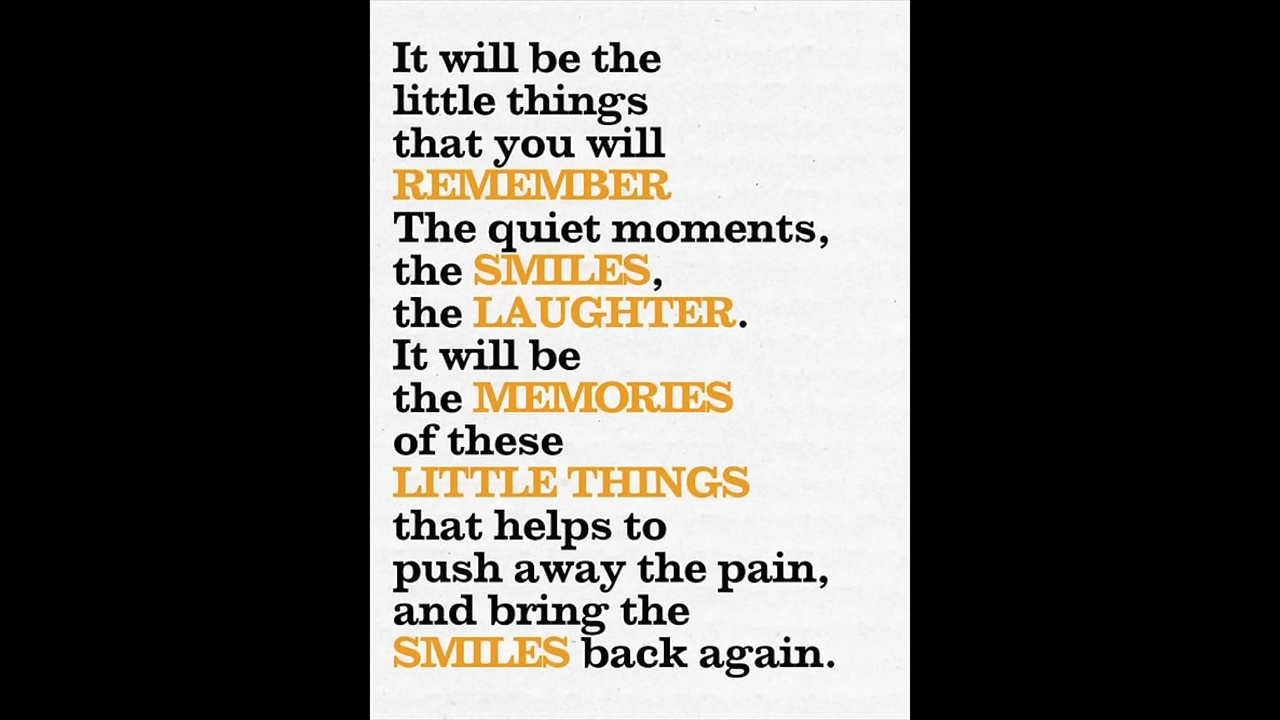 It will be the
little things
that you will
REMEMBER
The quiet moments,
the SMILES,
the LAUGHTER.
It will be
the MEMORIES
of these
LITTLE THINGS
that helps to
push away the pain,
and bring the
SMILES back again.